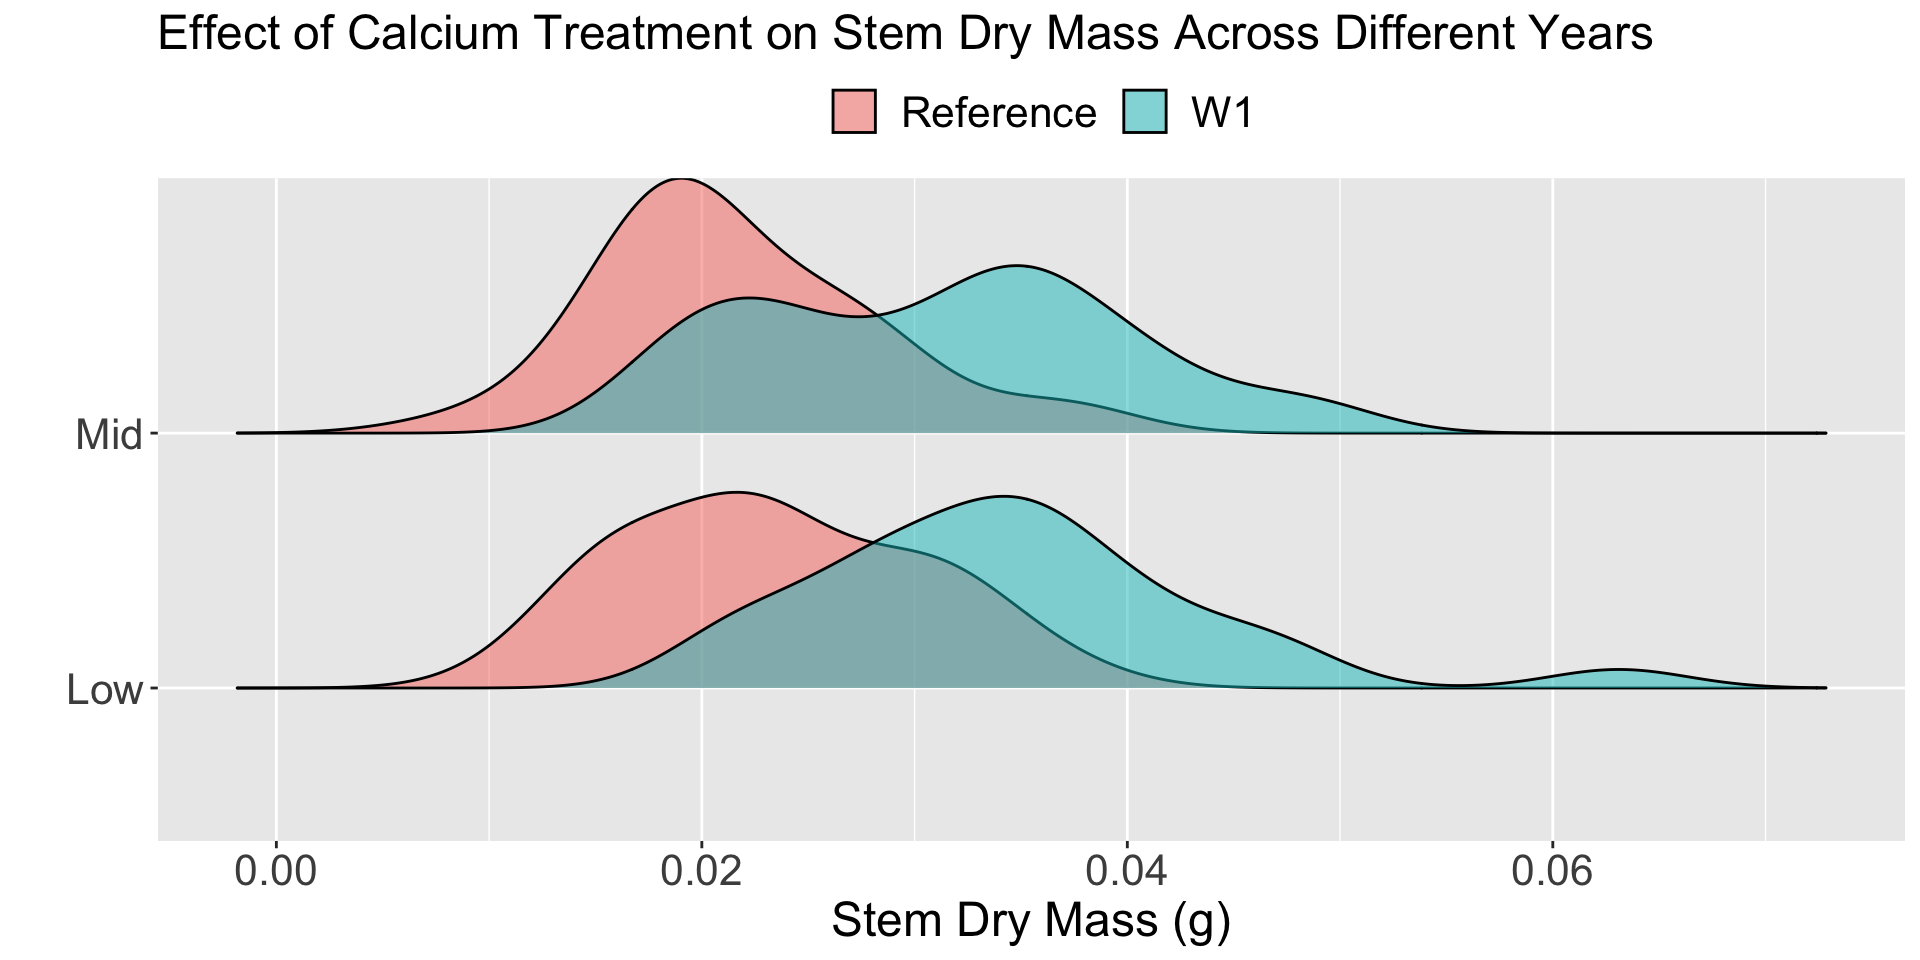 Effect of Calcium Treatment on Stem Dry Mass Across Different Years
Reference W1
Mid
Low
0.00 0.02 0.04 0.06
Stem Dry Mass (g)